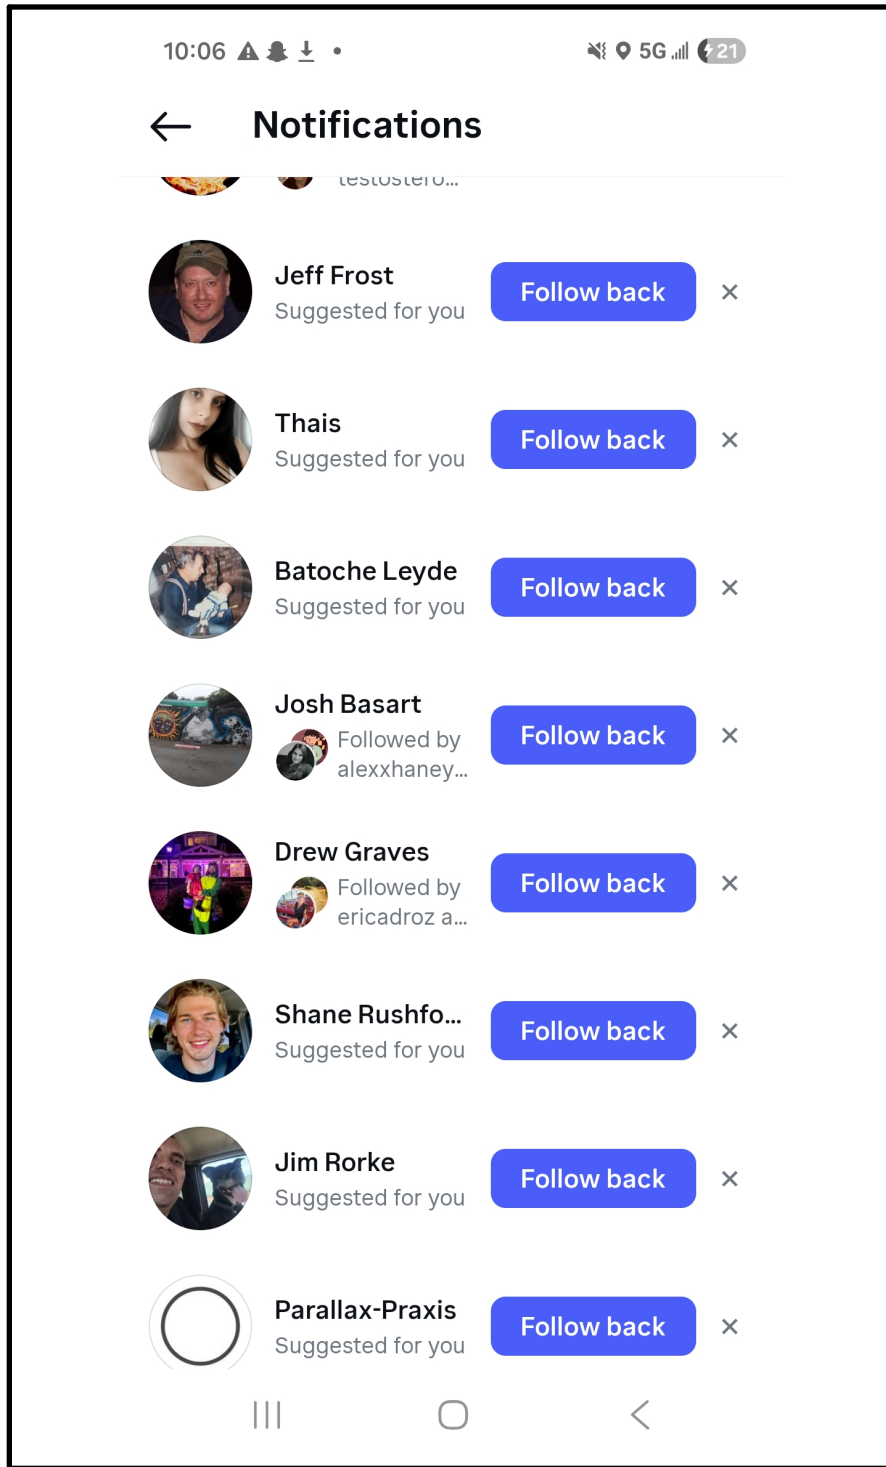 10:06 5G 21
Notifications
testostero...
Jeff Frost
Suggested for you
Follow back
Thais
Suggested for you
Follow back
Batoche Leyde
Suggested for you
Follow back
Josh Basart
Followed by
alexxhaney...
Follow back
Drew Graves
Followed by
ericadroz a...
Follow back
Shane Rushfo...
Suggested for you
Follow back
Jim Rorke
Suggested for you
Follow back
Parallax-Praxis
Suggested for you
Follow back